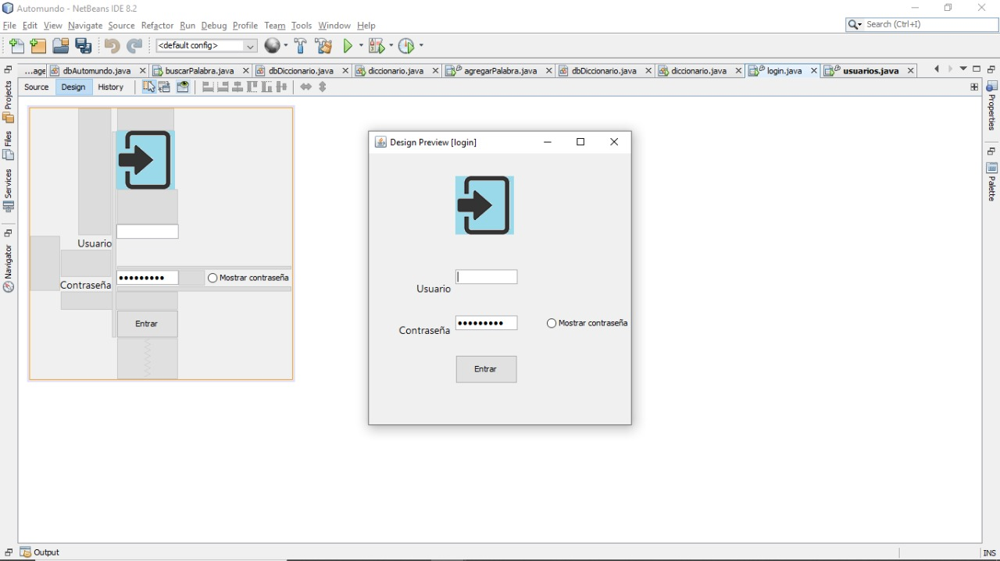 Automundo - NetBeans IDE 8.2
File Edit View Navigate Source Refactor Run Debug Profile Team Tools Window Help
Search (Ctrl+I)
<default config>
...age dbAutomundo.java buscarPalabra.java dbDiccionario.java diccionario.java agregarPalabra.java dbDiccionario.java diccionario.java login.java usuarios.java
Source Design History
Projects
Files
Services
Navigator
Properties
Palette
Usuario
Contraseña
Mostrar contraseña
Entrar
Design Preview [login]
Usuario
Contraseña
Mostrar contraseña
Entrar
Output
INS